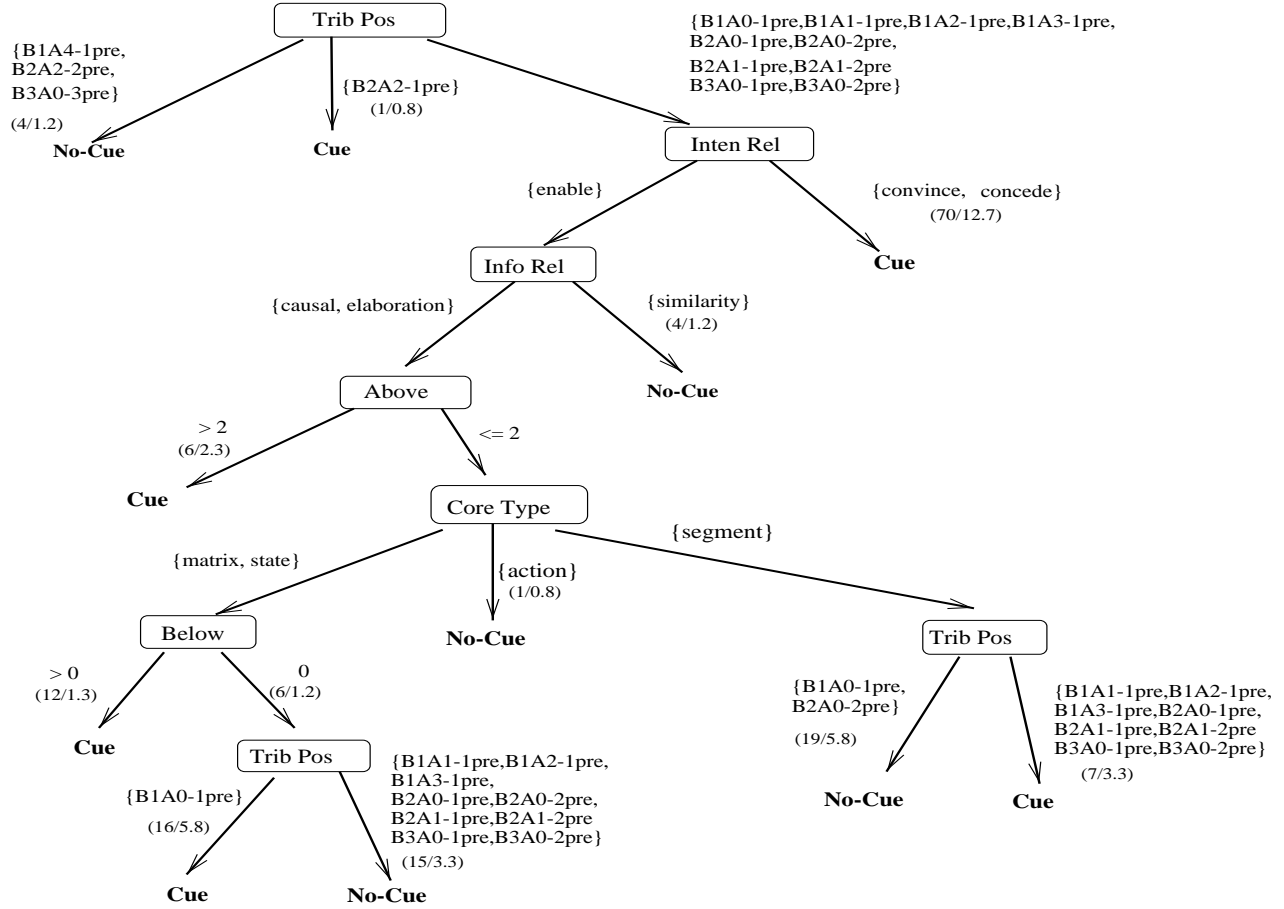 Trib Pos
{B1A4-1pre,
B2A2-2pre,
B3A0-3pre}
(4/1.2)
No-Cue
{B2A2-1pre}
(1/0.8)
Cue
{B1A0-1pre,B1A1-1pre,B1A2-1pre,B1A3-1pre,
B2A0-1pre,B2A0-2pre,
B2A1-1pre,B2A1-2pre
B3A0-1pre,B3A0-2pre}
Inten Rel
{enable}
{convince, concede}
(70/12.7)
Cue
Info Rel
{causal, elaboration}
{similarity}
(4/1.2)
No-Cue
Above
> 2
(6/2.3)
Cue
<= 2
Core Type
{matrix, state}
{action}
(1/0.8)
No-Cue
{segment}
Below
> 0
(12/1.3)
Cue
0
(6/1.2)
Trib Pos
{B1A0-1pre}
(16/5.8)
Cue
{B1A1-1pre,B1A2-1pre,
B1A3-1pre,
B2A0-1pre,B2A0-2pre,
B2A1-1pre,B2A1-2pre
B3A0-1pre,B3A0-2pre}
(15/3.3)
No-Cue
Trib Pos
{B1A0-1pre,
B2A0-2pre}
(19/5.8)
No-Cue
{B1A1-1pre,B1A2-1pre,
B1A3-1pre,B2A0-1pre,
B2A1-1pre,B2A1-2pre
B3A0-1pre,B3A0-2pre}
(7/3.3)
Cue